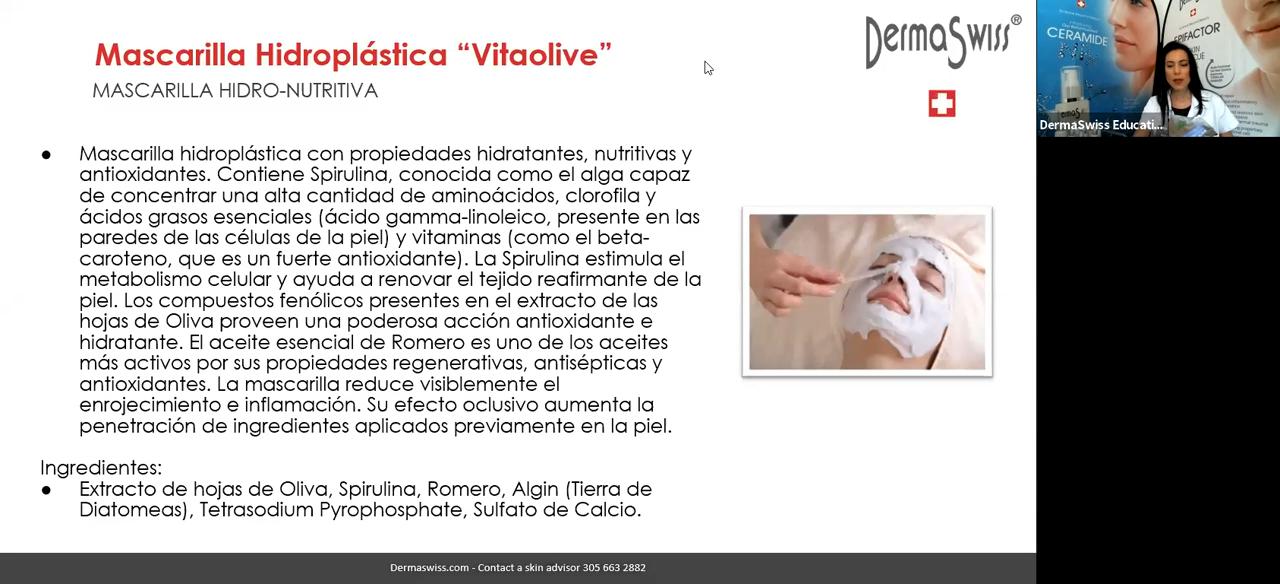 Mascarilla Hidroplástica “Vitaolive”
MASCARILLA HIDRO-NUTRITIVA
DermaSwiss®
● Mascarilla hidroplástica con propiedades hidratantes, nutritivas y
antioxidantes. Contiene Spirulina, conocida como el alga capaz
de concentrar una alta cantidad de aminoácidos, clorofila y
ácidos grasos esenciales (ácido gamma-linoleico, presente en las
paredes de las células de la piel) y vitaminas (como el beta-
caroteno, que es un fuerte antioxidante). La Spirulina estimula el
metabolismo celular y ayuda a renovar el tejido reafirmante de la
piel. Los compuestos fenólicos presentes en el extracto de las
hojas de Oliva proveen una poderosa acción antioxidante e
hidratante. El aceite esencial de Romero es uno de los aceites
más activos por sus propiedades regenerativas, antisépticas y
antioxidantes. La mascarilla reduce visiblemente el
enrojecimiento e inflamación. Su efecto oclusivo aumenta la
penetración de ingredientes aplicados previamente en la piel.
Ingredientes:
● Extracto de hojas de Oliva, Spirulina, Romero, Algin (Tierra de
Diatomeas), Tetrasodium Pyrophosphate, Sulfato de Calcio.
Dermaswiss.com - Contact a skin advisor 305 663 2882
CERAMIDE
EPIFACTOR
DermaSwiss Educati...